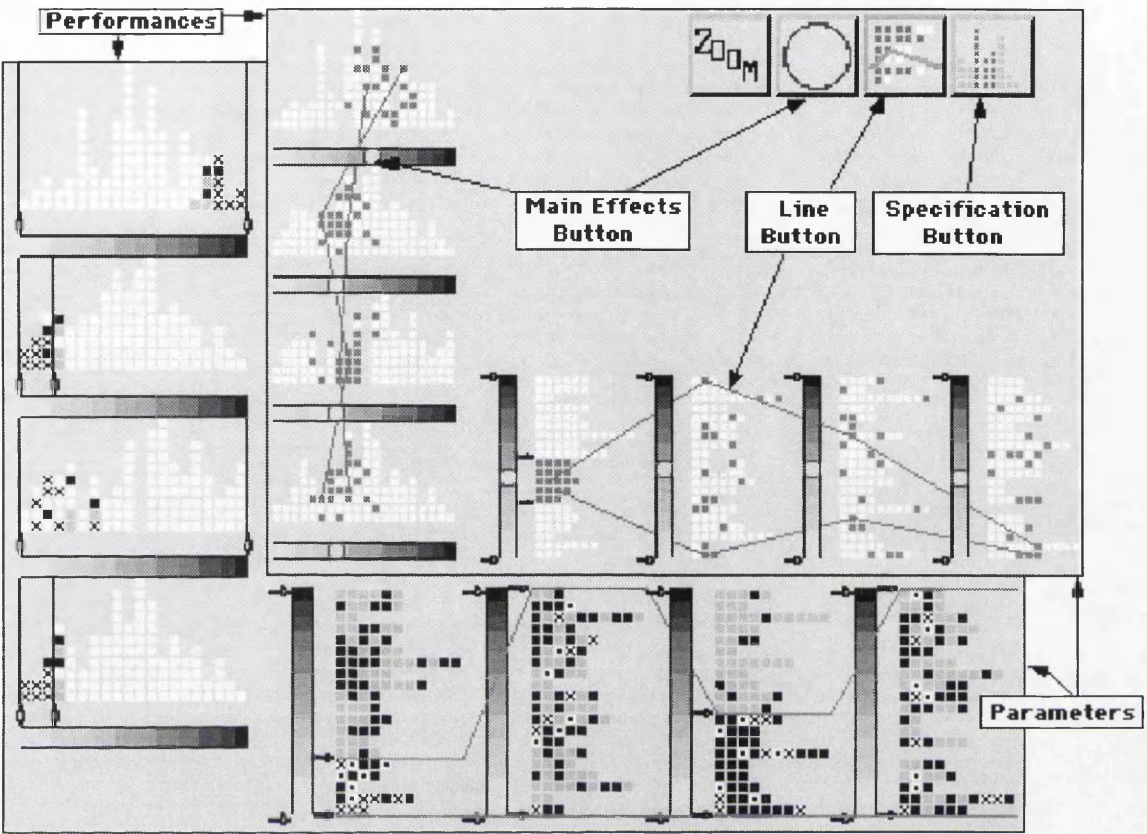 Performances
ZOOM
Main Effects
Button
Line
Button
Specification
Button
Parameters